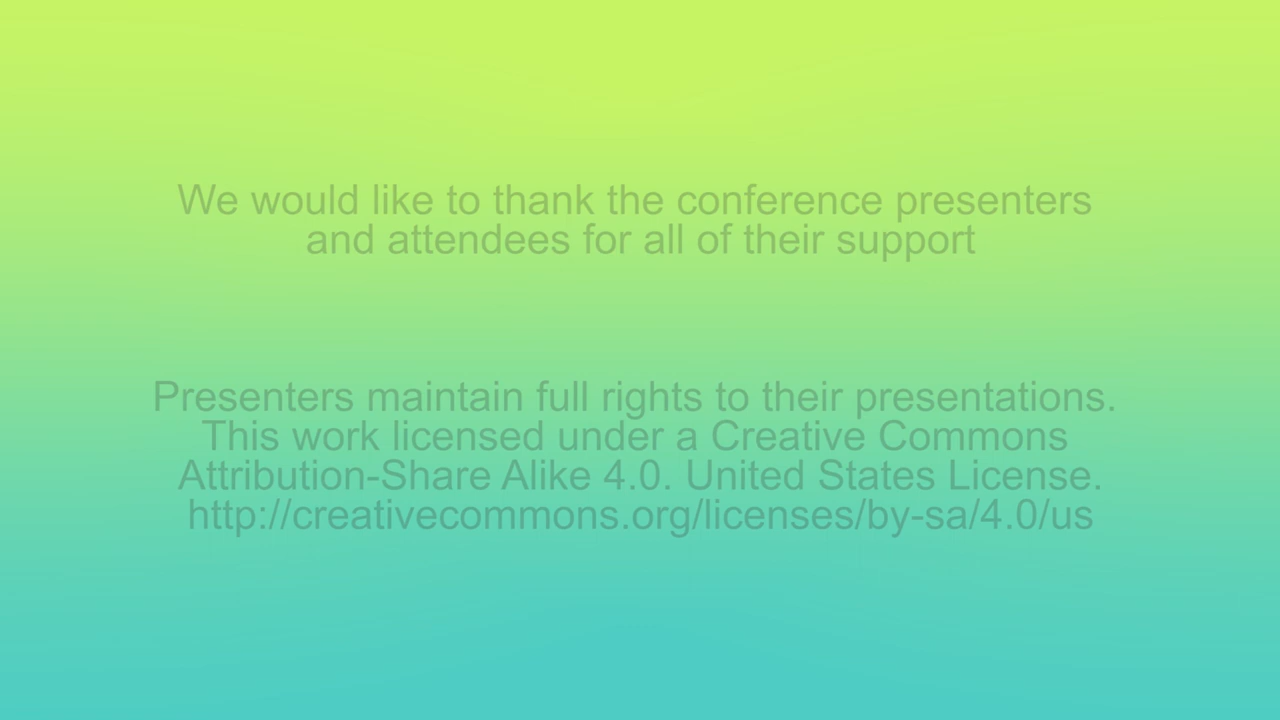 We would like to thank the conference presenters
and attendees for all of their support
Presenters maintain full rights to their presentations.
This work licensed under a Creative Commons
Attribution-Share Alike 4.0. United States License.
http://creativecommons.org/licenses/by-sa/4.0/us